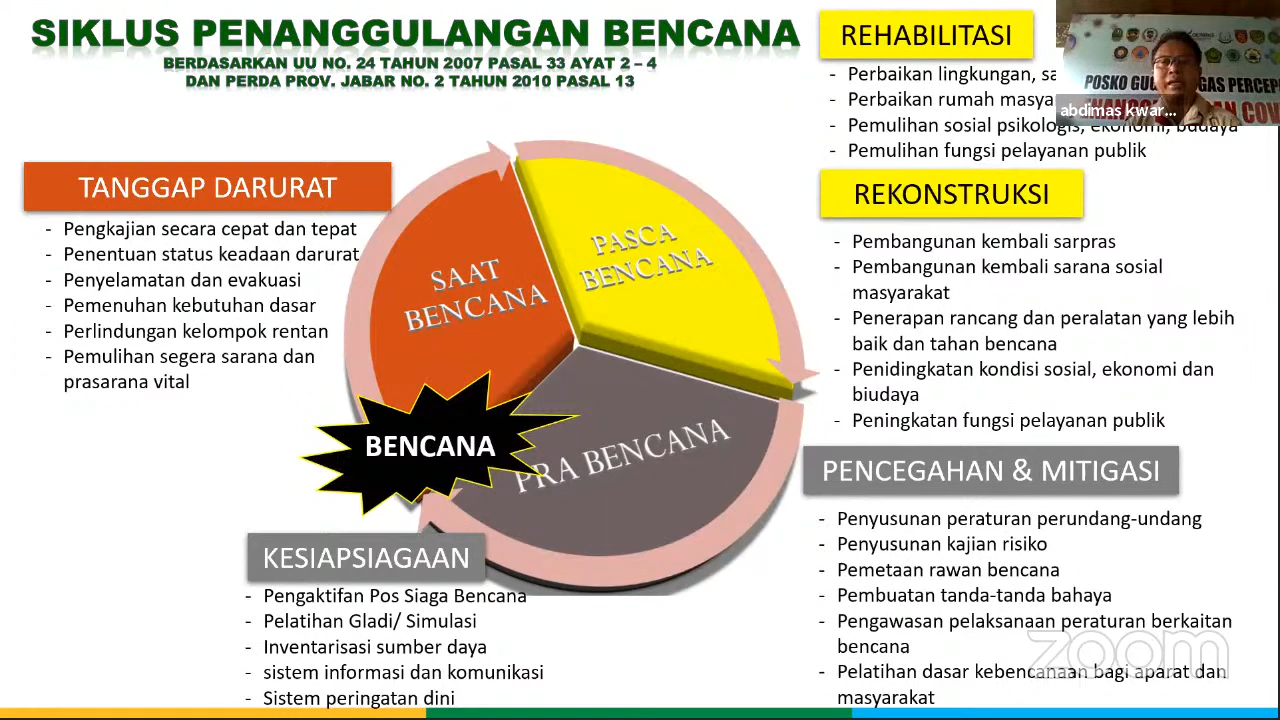 SIKLUS PENANGGULANGAN BENCANA
BERDASARKAN UU NO. 24 TAHUN 2007 PASAL 33 AYAT 2 – 4
DAN PERDA PROV. JABAR NO. 2 TAHUN 2010 PASAL 13
REHABILITASI
- Perbaikan lingkungan,
- Perbaikan rumah
- Pemulihan sosial psikologis, ekonomi, budaya
- Pemulihan fungsi pelayanan publik
POSKO
abdimas kwar...
TANGGAP DARURAT
- Pengkajian secara cepat dan tepat
- Penentuan status keadaan darurat
- Penyelamatan dan evakuasi
- Pemenuhan kebutuhan dasar
- Perlindungan kelompok rentan
- Pemulihan segera sarana dan
prasarana vital
SAAT
BENCANA
PASCA
BENCANA
PRA BENCANA
BENCANA
REKONSTRUKSI
- Pembangunan kembali sarpras
- Pembangunan kembali sarana sosial
masyarakat
- Penerapan rancang dan peralatan yang lebih
baik dan tahan bencana
- Penidingkatan kondisi sosial, ekonomi dan
biudaya
- Peningkatan fungsi pelayanan publik
PENCEGAHAN & MITIGASI
- Penyusunan peraturan perundang-undang
- Penyusunan kajian risiko
- Pemetaan rawan bencana
- Pembuatan tanda-tanda bahaya
- Pengawasan pelaksanaan peraturan berkaitan
bencana
- Pelatihan dasar kebencanaan bagi aparat dan
masyarakat
KESIAPSIAGAAN
- Pengaktifan Pos Siaga Bencana
- Pelatihan Gladi/ Simulasi
- Inventarisasi sumber daya
- sistem informasi dan komunikasi
- Sistem peringatan dini
zoom